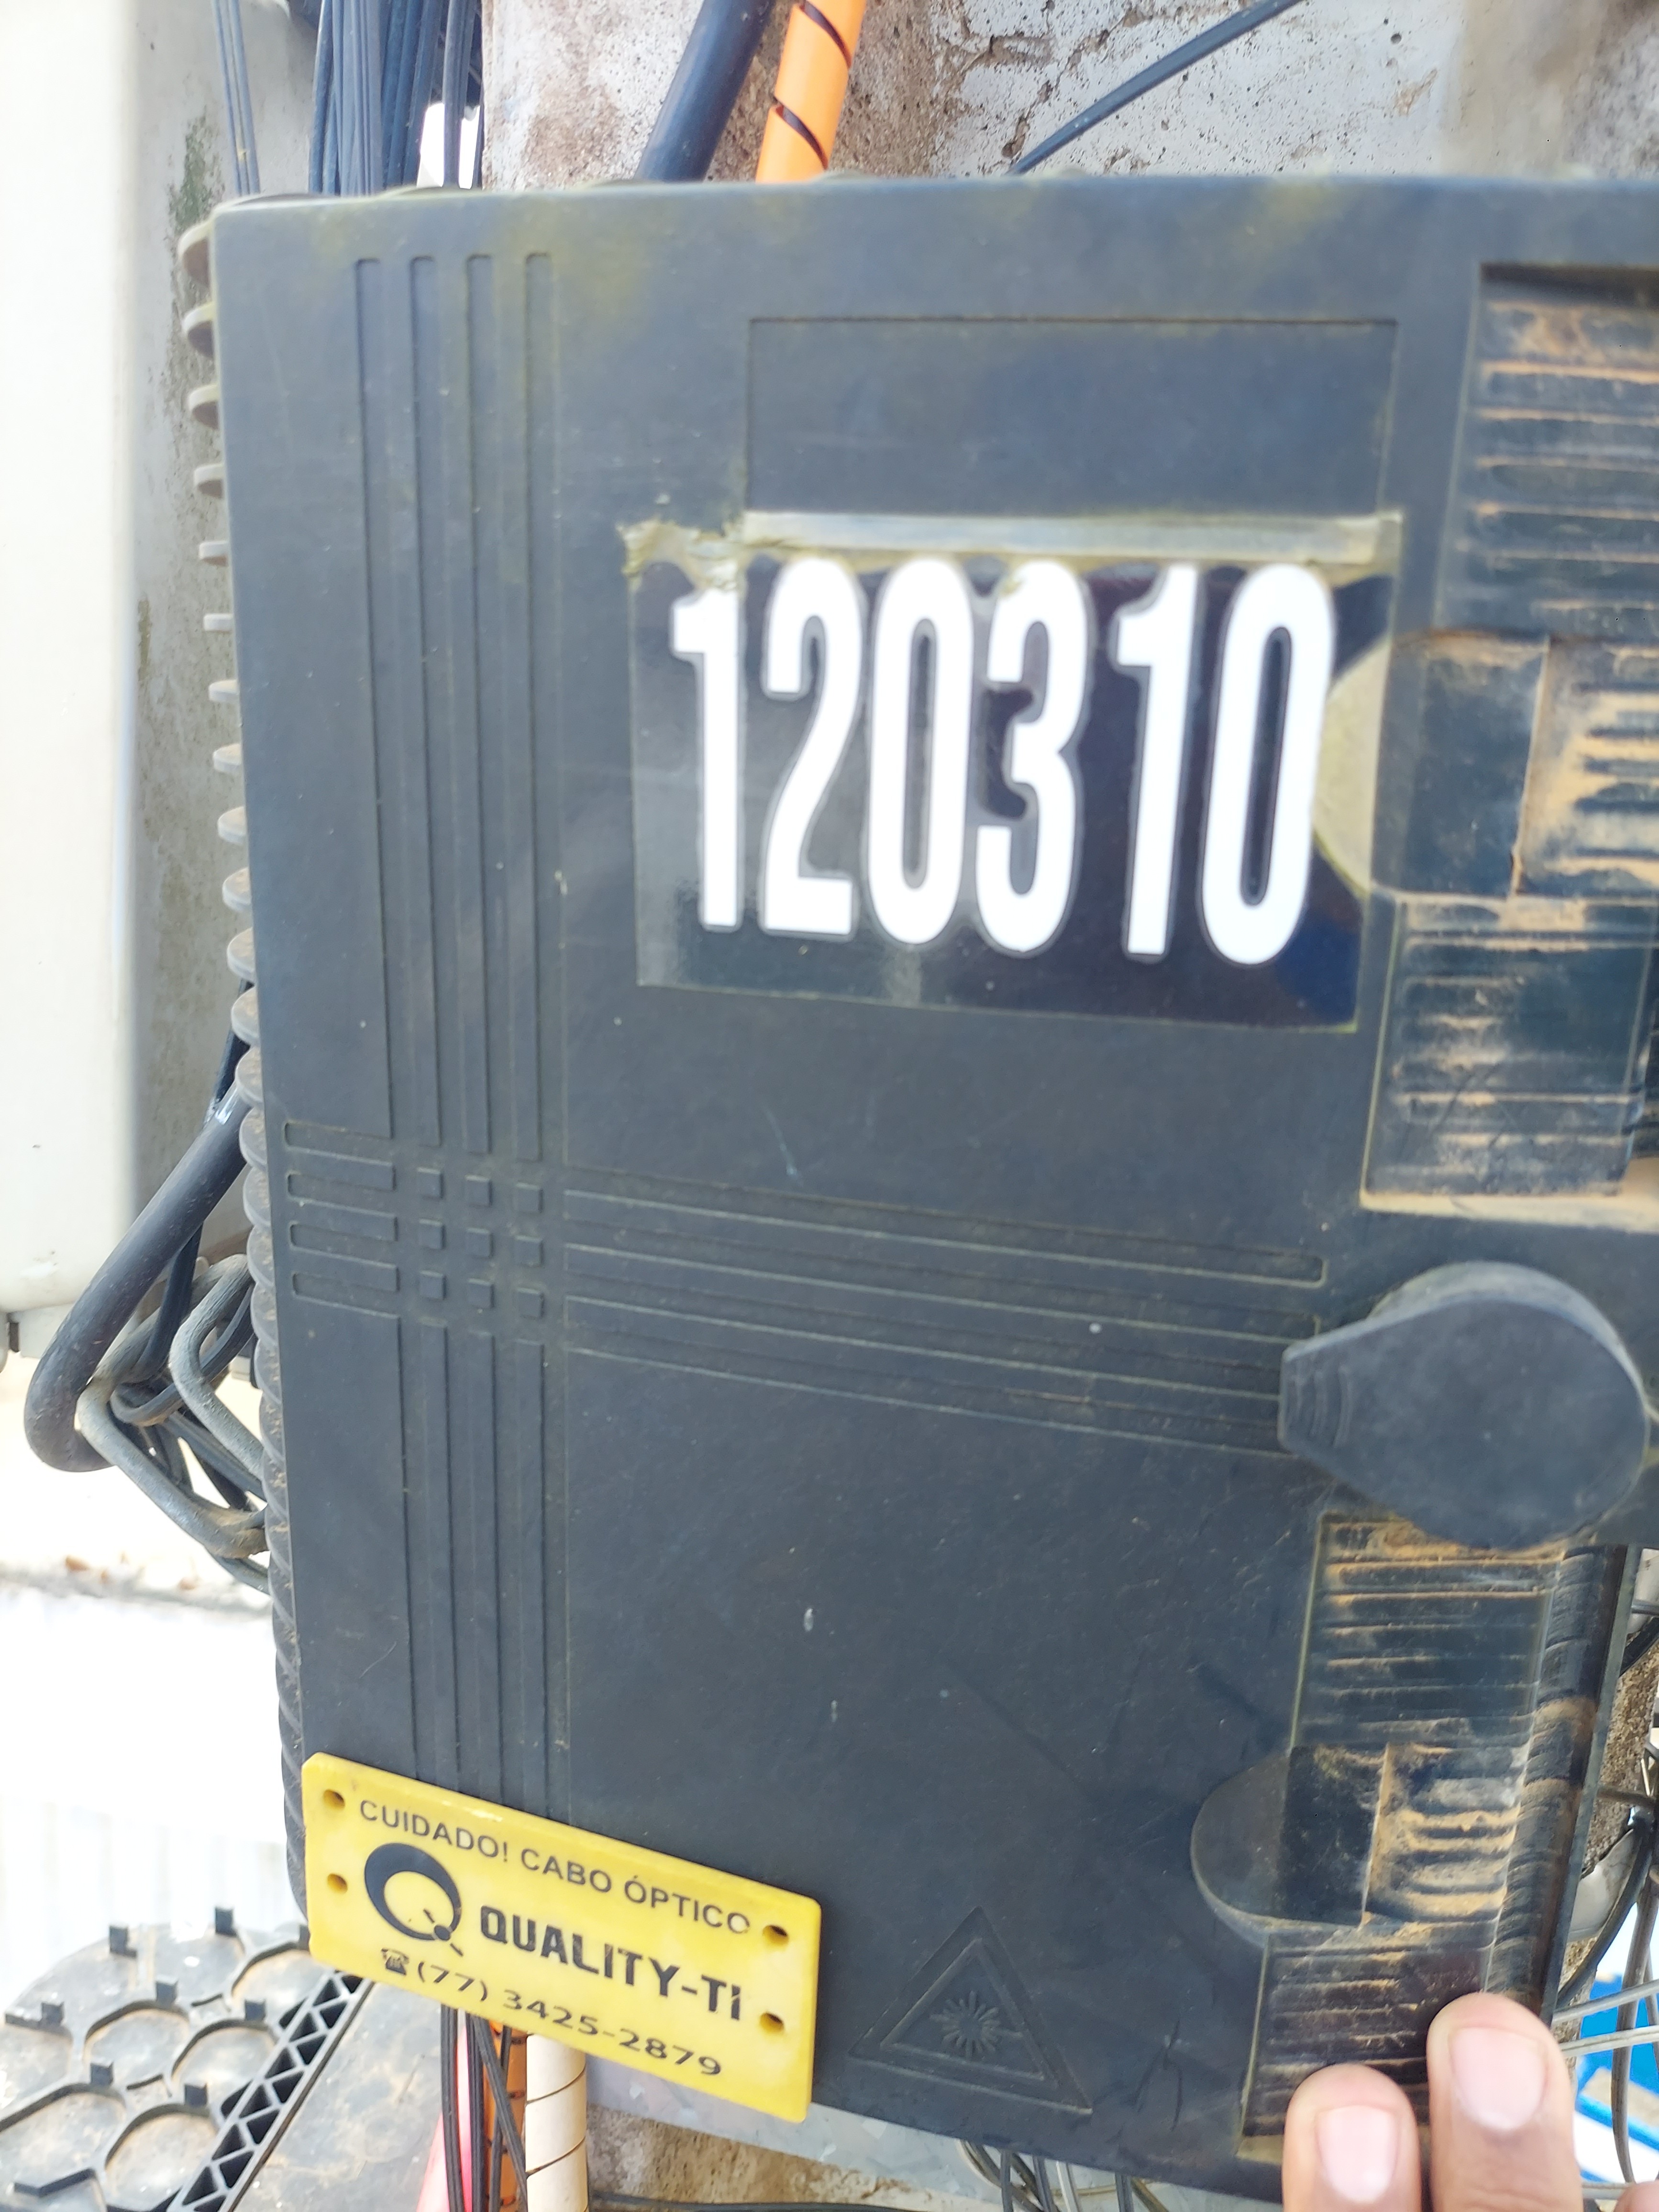 120310
CUIDADO! CABO ÓPTICO
QUALITY-Ti
(77) 3425-2879